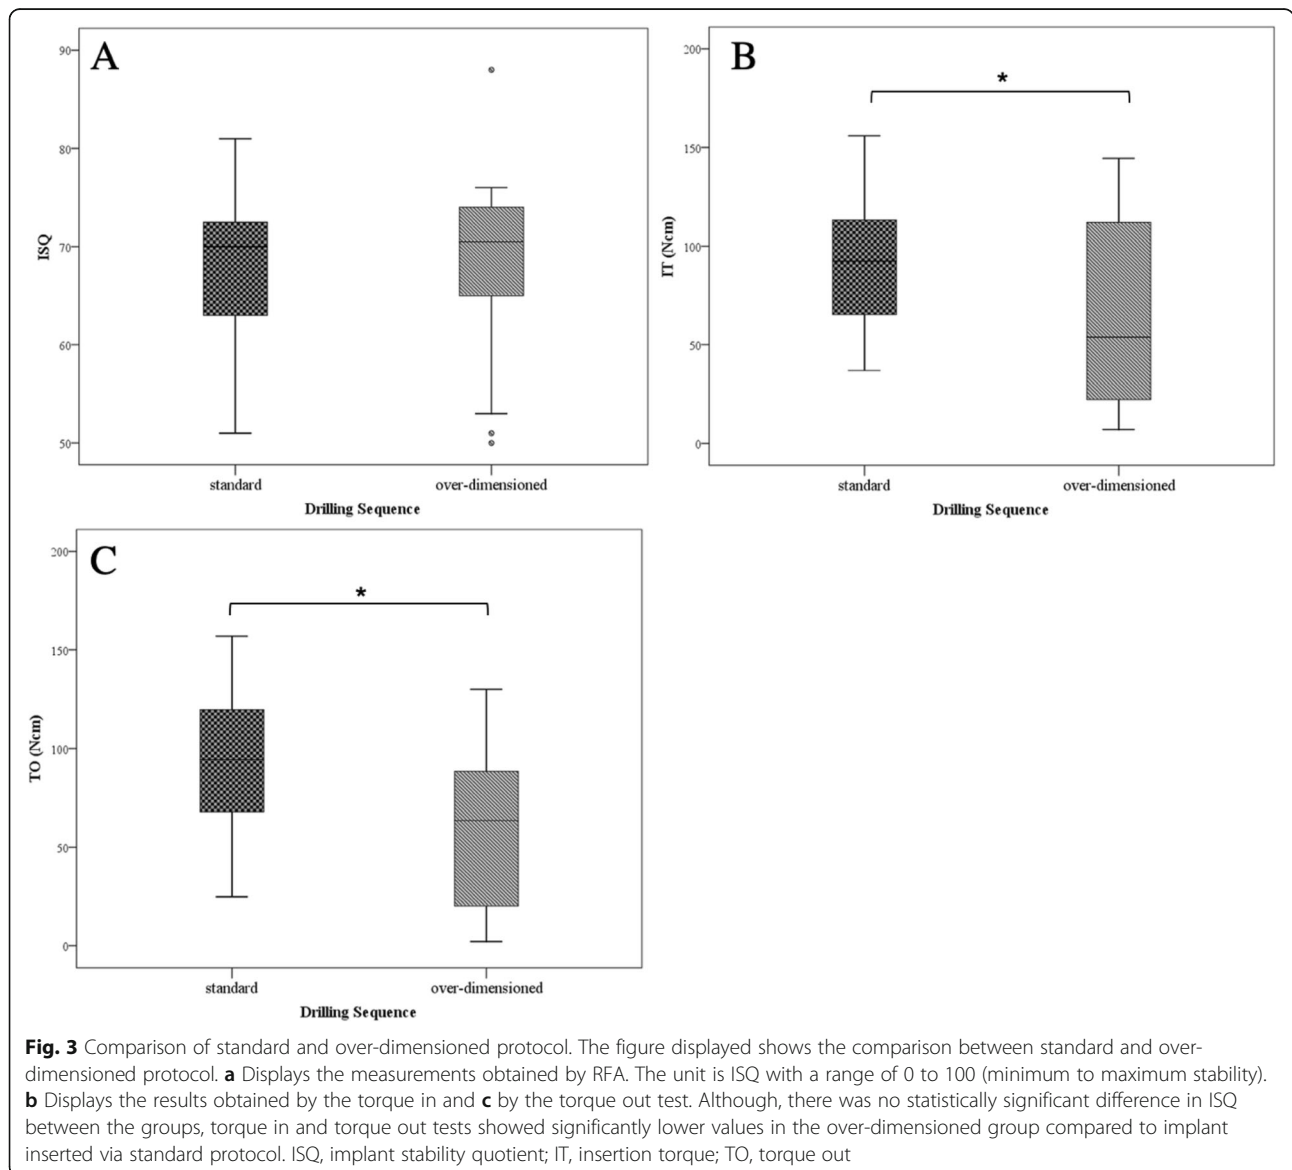 A
90
80
70
60
50
ISQ
standard
over-dimensioned
Drilling Sequence
B
*
200
150
100
50
0
IT (Ncm)
standard
over-dimensioned
Drilling Sequence
C
*
200
150
100
50
0
TO (Ncm)
standard
over-dimensioned
Drilling Sequence
Fig. 3 Comparison of standard and over-dimensioned protocol. The figure displayed shows the comparison between standard and over-
dimensioned protocol. a Displays the measurements obtained by RFA. The unit is ISQ with a range of 0 to 100 (minimum to maximum stability).
b Displays the results obtained by the torque in and c by the torque out test. Although, there was no statistically significant difference in ISQ
between the groups, torque in and torque out tests showed significantly lower values in the over-dimensioned group compared to implant
inserted via standard protocol. ISQ, implant stability quotient; IT, insertion torque; TO, torque out